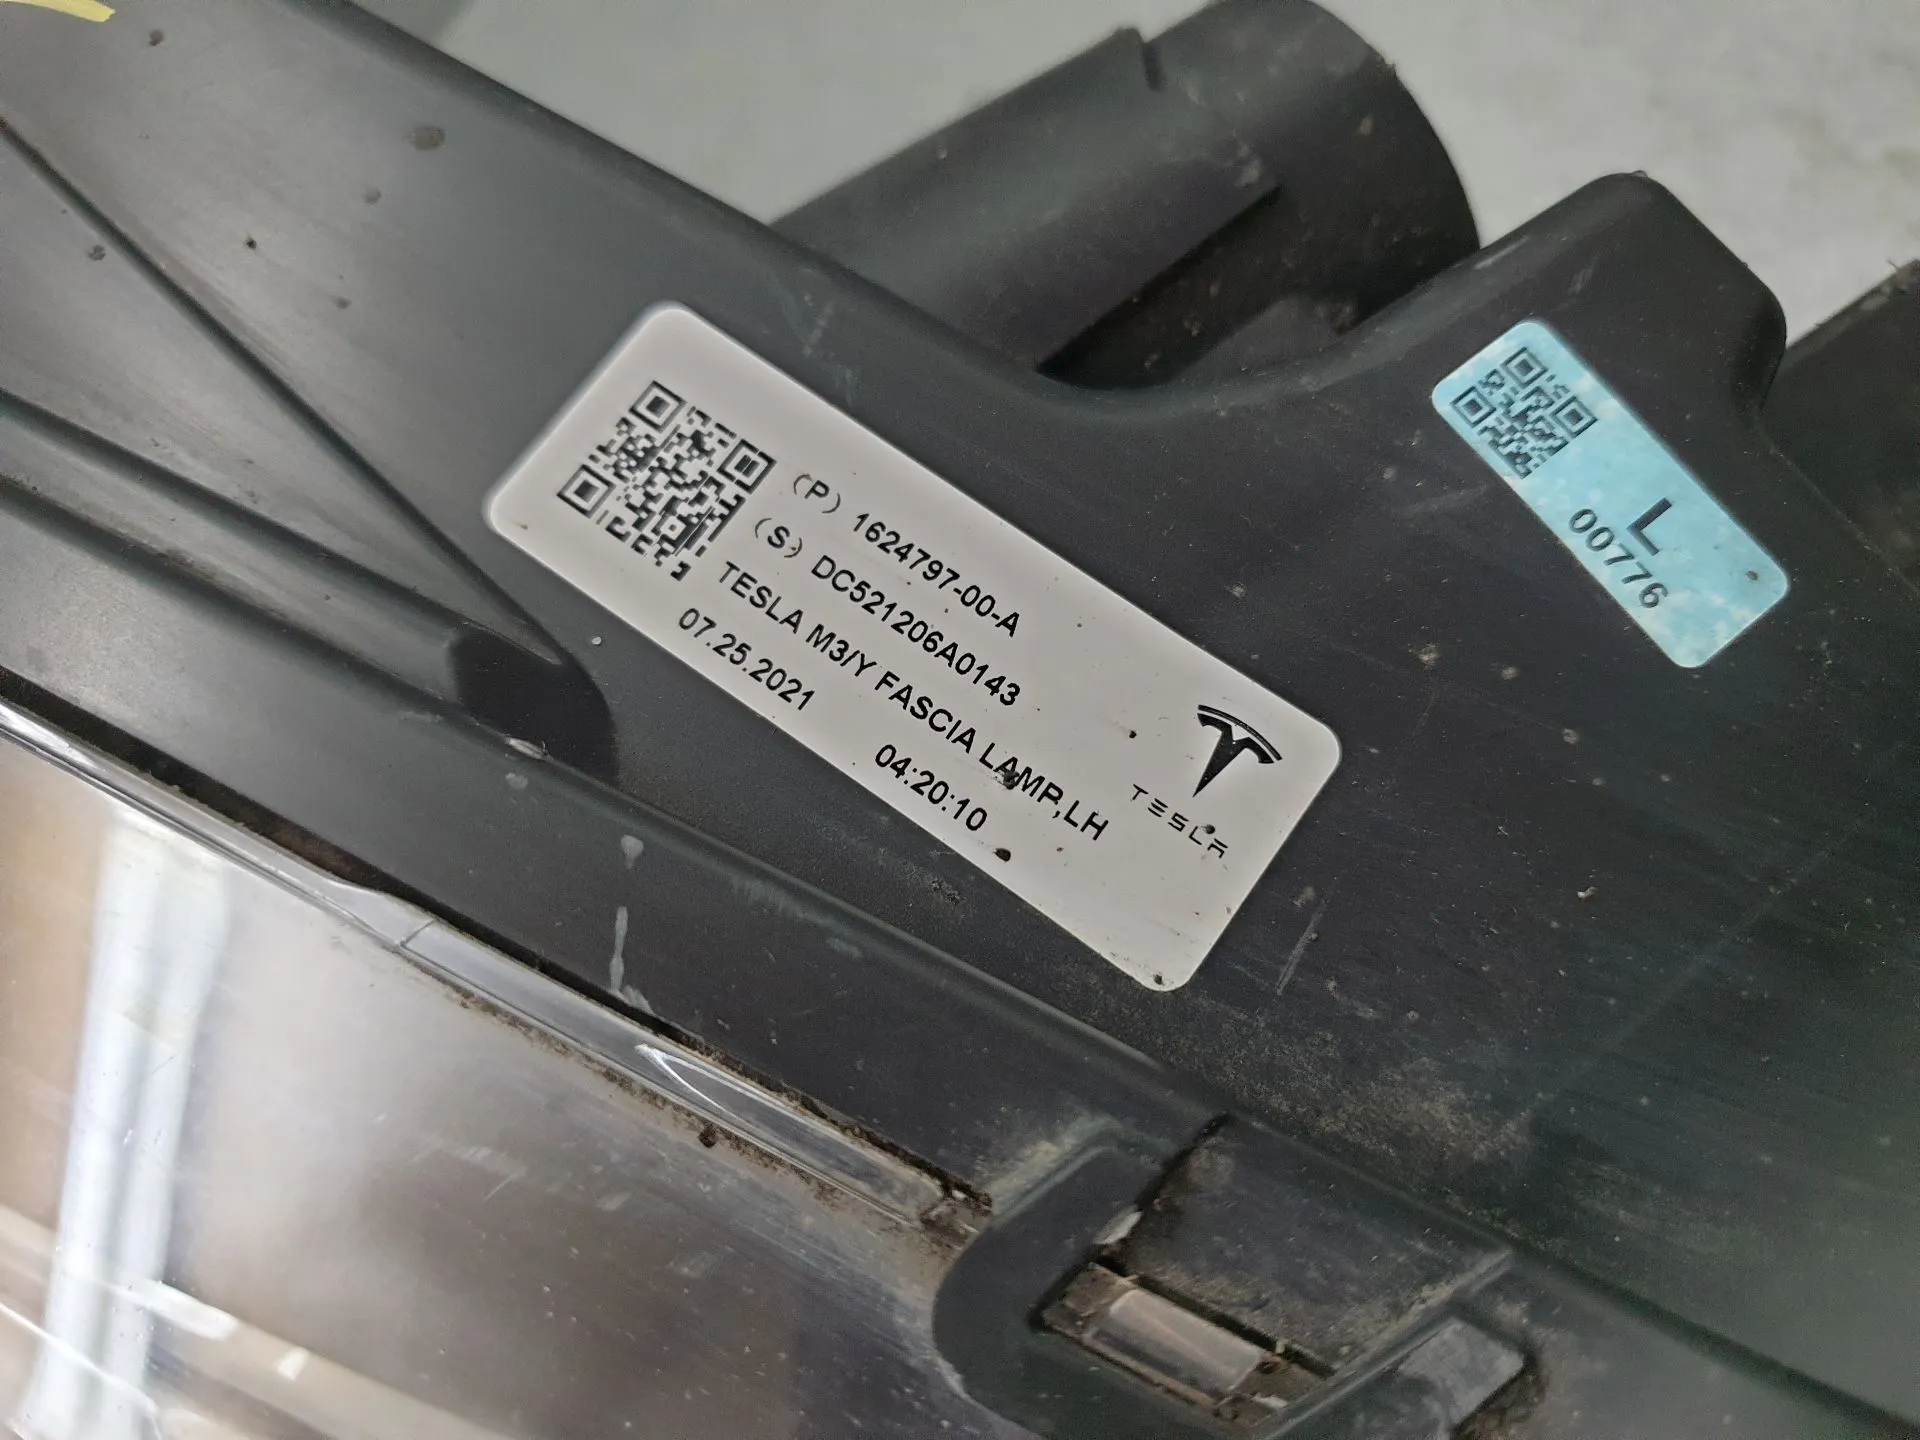 (P) 1624797-00-A
(S) DC521206A0143
TESLA M3/Y FASCIA LAMP,LH
07.25.2021 04:20:10
TESLA
L
00776